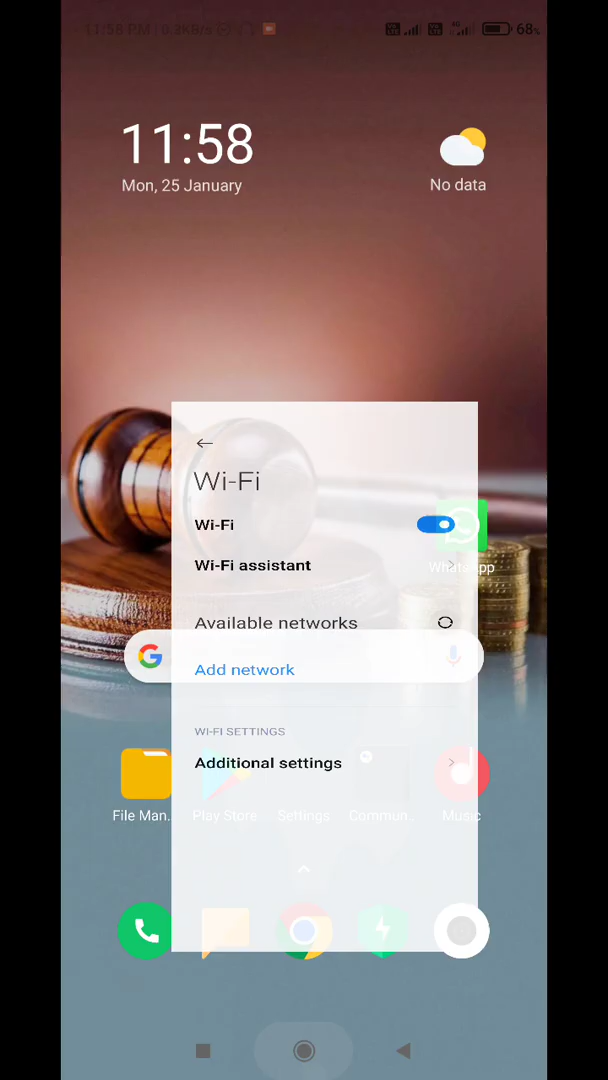 11:58 PM | 0.3KB/s
68%
11:58
Mon, 25 January
No data
Wi-Fi
Wi-Fi
Wi-Fi assistant
WhatsApp
Available networks
Add network
WI-FI SETTINGS
Additional settings
File Man.. Play Store Settings Commun.. Music